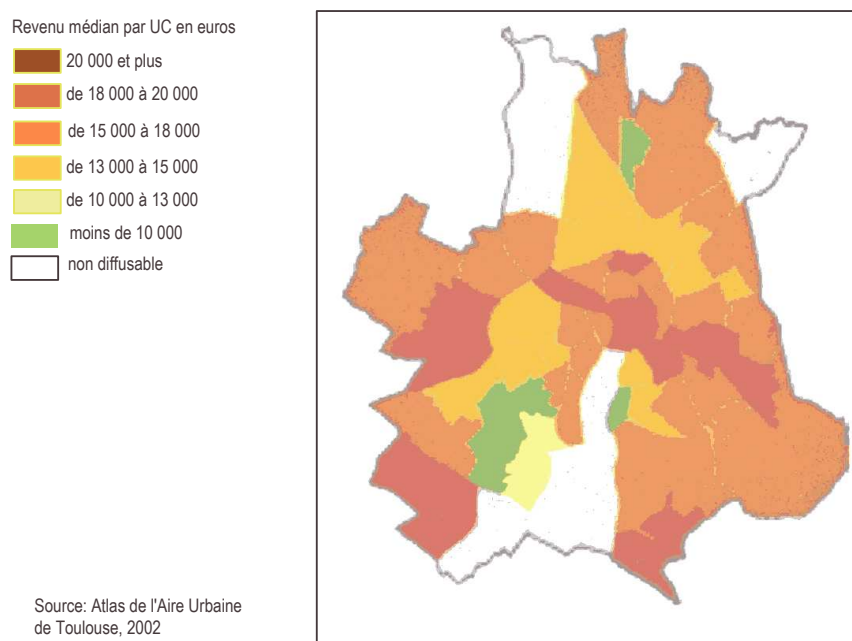 Revenu médian par UC en euros
20 000 et plus
de 18 000 à 20 000
de 15 000 à 18 000
de 13 000 à 15 000
de 10 000 à 13 000
moins de 10 000
non diffusable
Source: Atlas de l'Aire Urbaine
de Toulouse, 2002